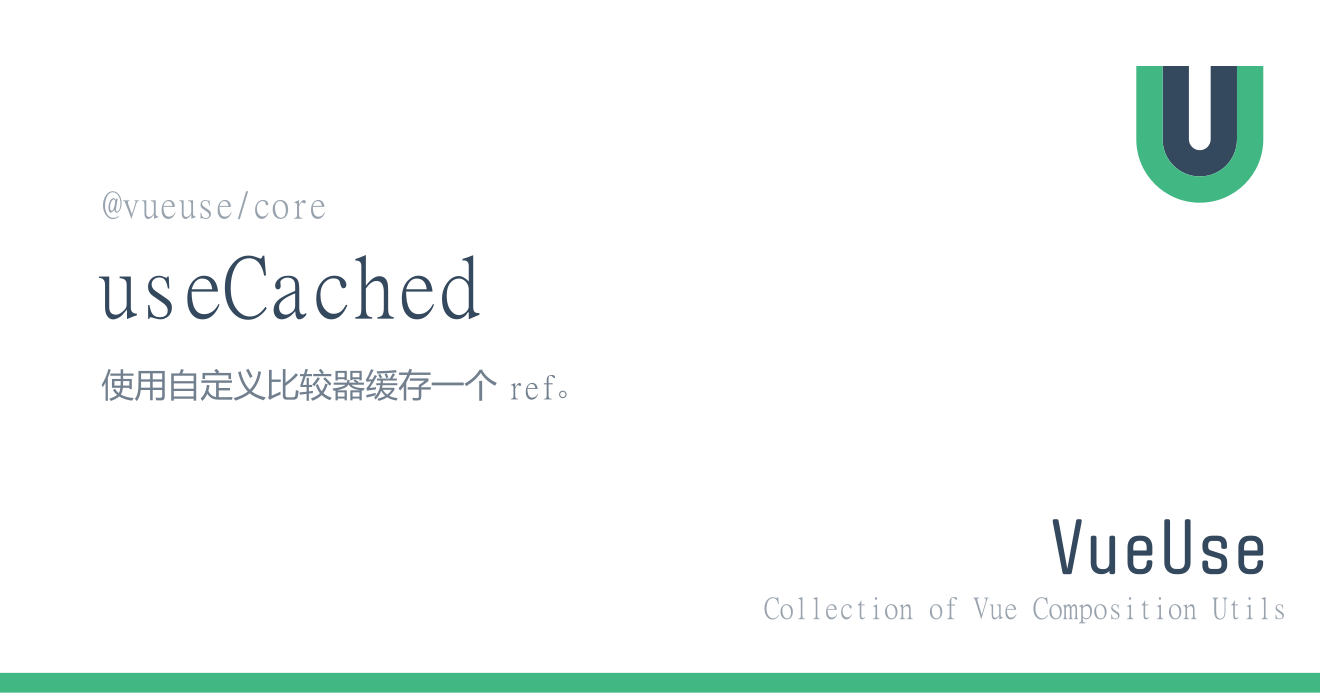 @vueuse/core
useCached
使用自定义比较器缓存一个 ref。
VueUse
Collection of Vue Composition Utils